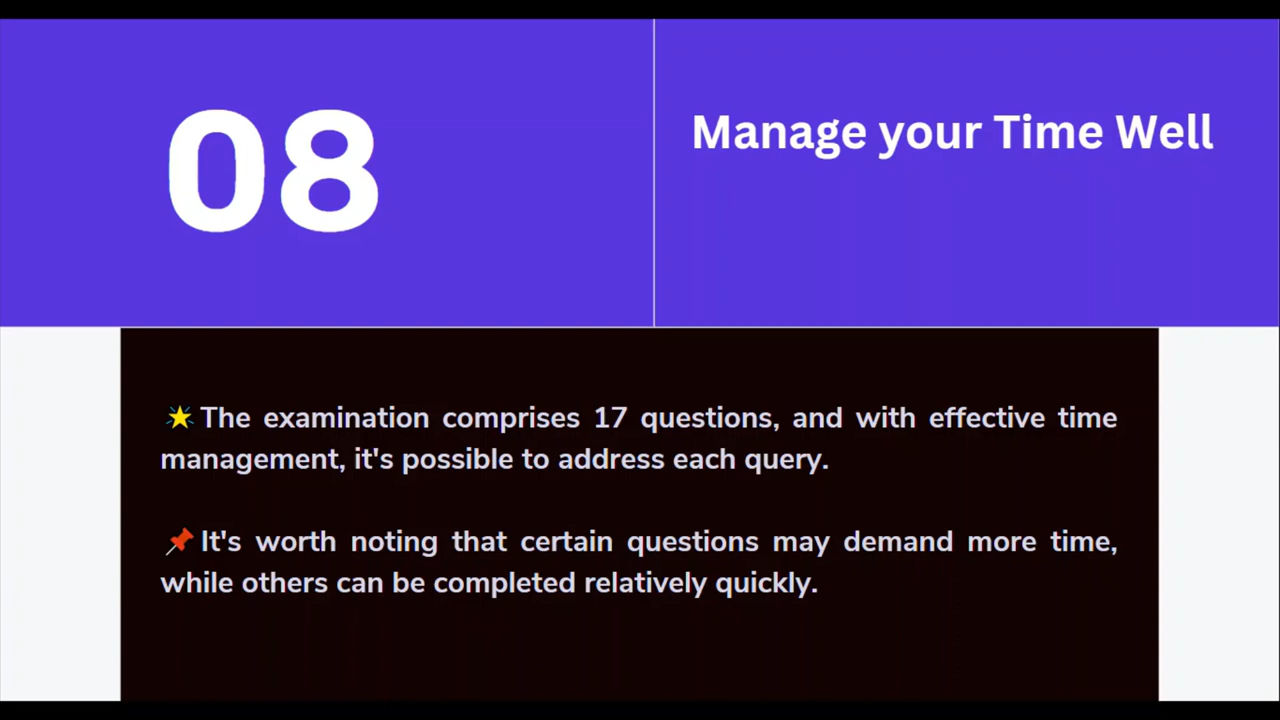 08
Manage your Time Well
🌟The examination comprises 17 questions, and with effective time
management, it's possible to address each query.
📌It's worth noting that certain questions may demand more time,
while others can be completed relatively quickly.